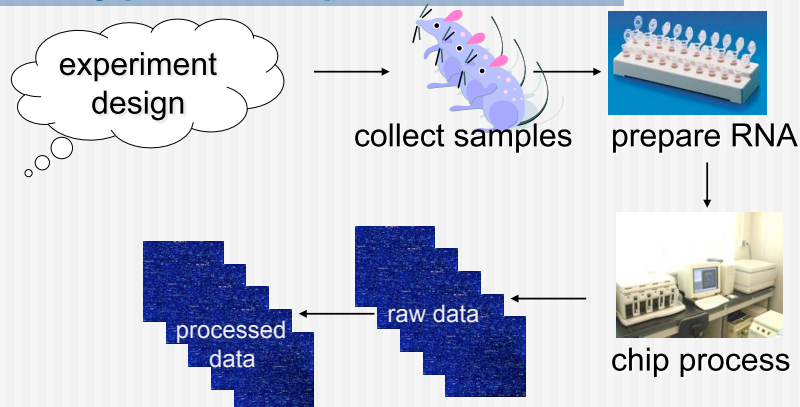 experiment
design
collect samples
prepare RNA
chip process
raw data
processed
data